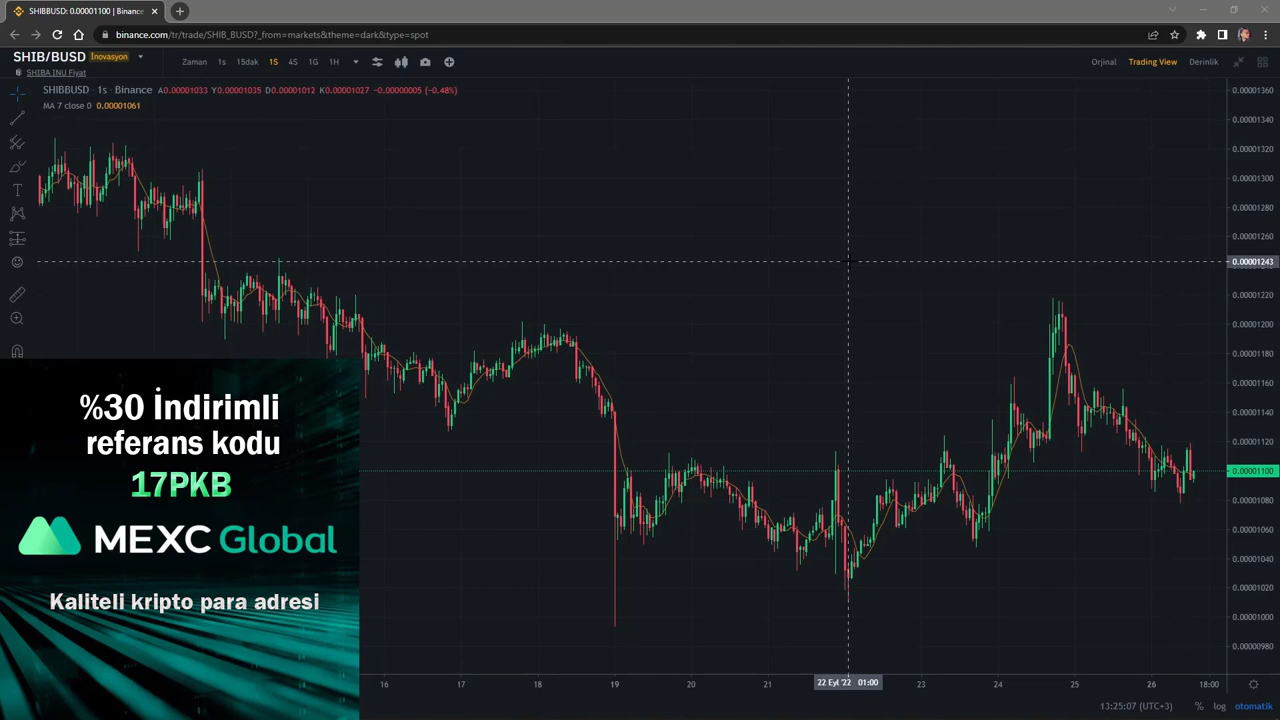 SHIBBUSD: 0.00001100 | Binance
binance.com/tr/trade/SHIB_BUSD?_from=markets&theme=dark&type=spot
SHIB/BUSD İnovasyon
SHIBA INU Fiyat
Zaman 1s 15dak 1S 4S 1G 1H
Orjinal Trading View Derinlik
SHIBBUSD · 1s · Binance A0.00001033 Y0.00001035 D0.00001012 K0.00001027 −0.00000005 (−0.48%)
MA 7 close 0 0.00001061
0.00001360
0.00001340
0.00001320
0.00001300
0.00001280
0.00001260
0.00001243
0.00001220
0.00001200
0.00001180
0.00001160
0.00001140
0.00001120
0.00001100
0.00001080
0.00001060
0.00001040
0.00001020
0.00001000
0.00000980
%30 İndirimli
referans kodu
17PKB
MEXC Global
Kaliteli kripto para adresi
16 17 18 19 20 21 22 Eyl '22 01:00 23 24 25 26 18:00
13:25:07 (UTC+3) % log otomatik